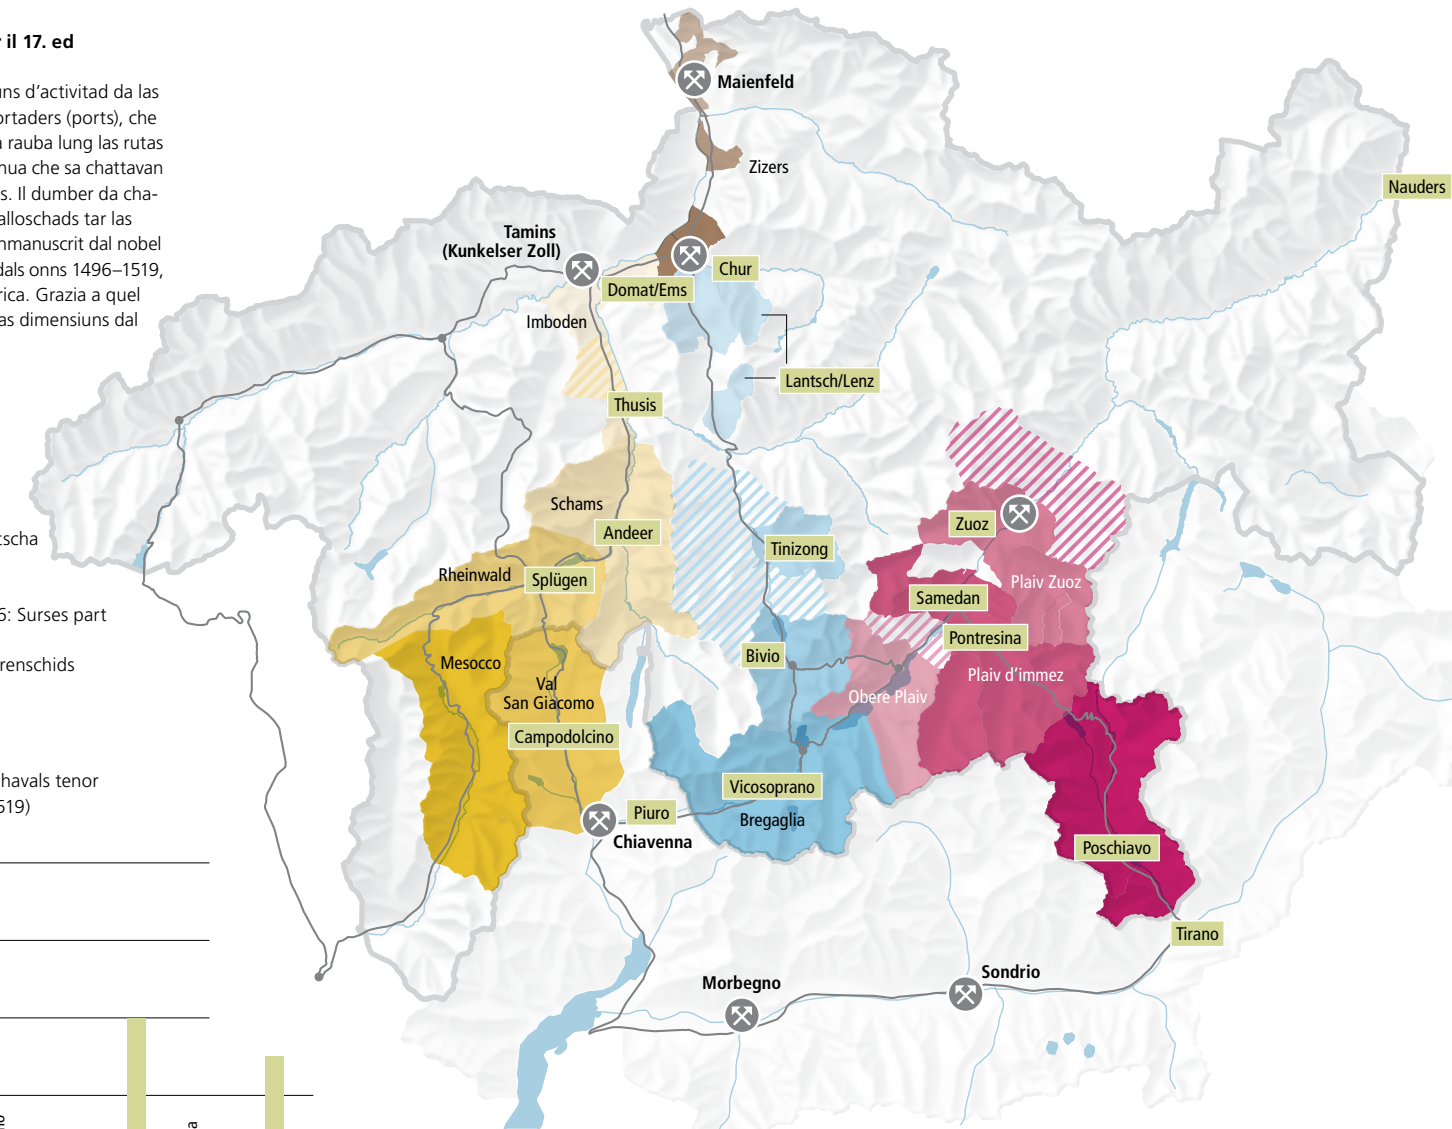 r il 17. ed
uns d’activitad da las
ortaders (ports), che
a rauba lung las rutas
nua che sa chattavan
s. Il dumber da cha-
alloschads tar las
nmanuscrit dal nobel
dals onns 1496–1519,
rica. Grazia a quel
as dimensiuns dal
tscha
6: Surses part
renschids
havals tenor
519)
Maienfeld
Zizers
Nauders
Tamins
(Kunkelser Zoll)
Chur
Domat/Ems
Imboden
Lantsch/Lenz
Thusis
Schams
Andeer
Zuoz
Tinizong
Rheinwald
Splügen
Plaiv Zuoz
Samedan
Pontresina
Bivio
Mesocco
Plaiv d’immez
Val
San Giacomo
Obere Plaiv
Campodolcino
Vicosoprano
Piuro
Bregaglia
Chiavenna
Poschiavo
Tirano
Sondrio
Morbegno